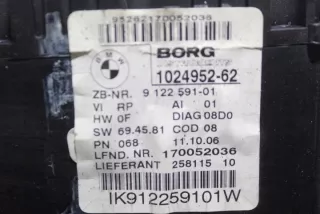 95262170052036
BORG
1024952-62
ZB-NR. 9 122 591-01
VI RP AI 01
HW 0F DIAG 08D0
SW 69.45.81 COD 08
PN 068 11.10.06
LFND. NR. 170052036
LIEFERANT 258115 10
IK912259101W